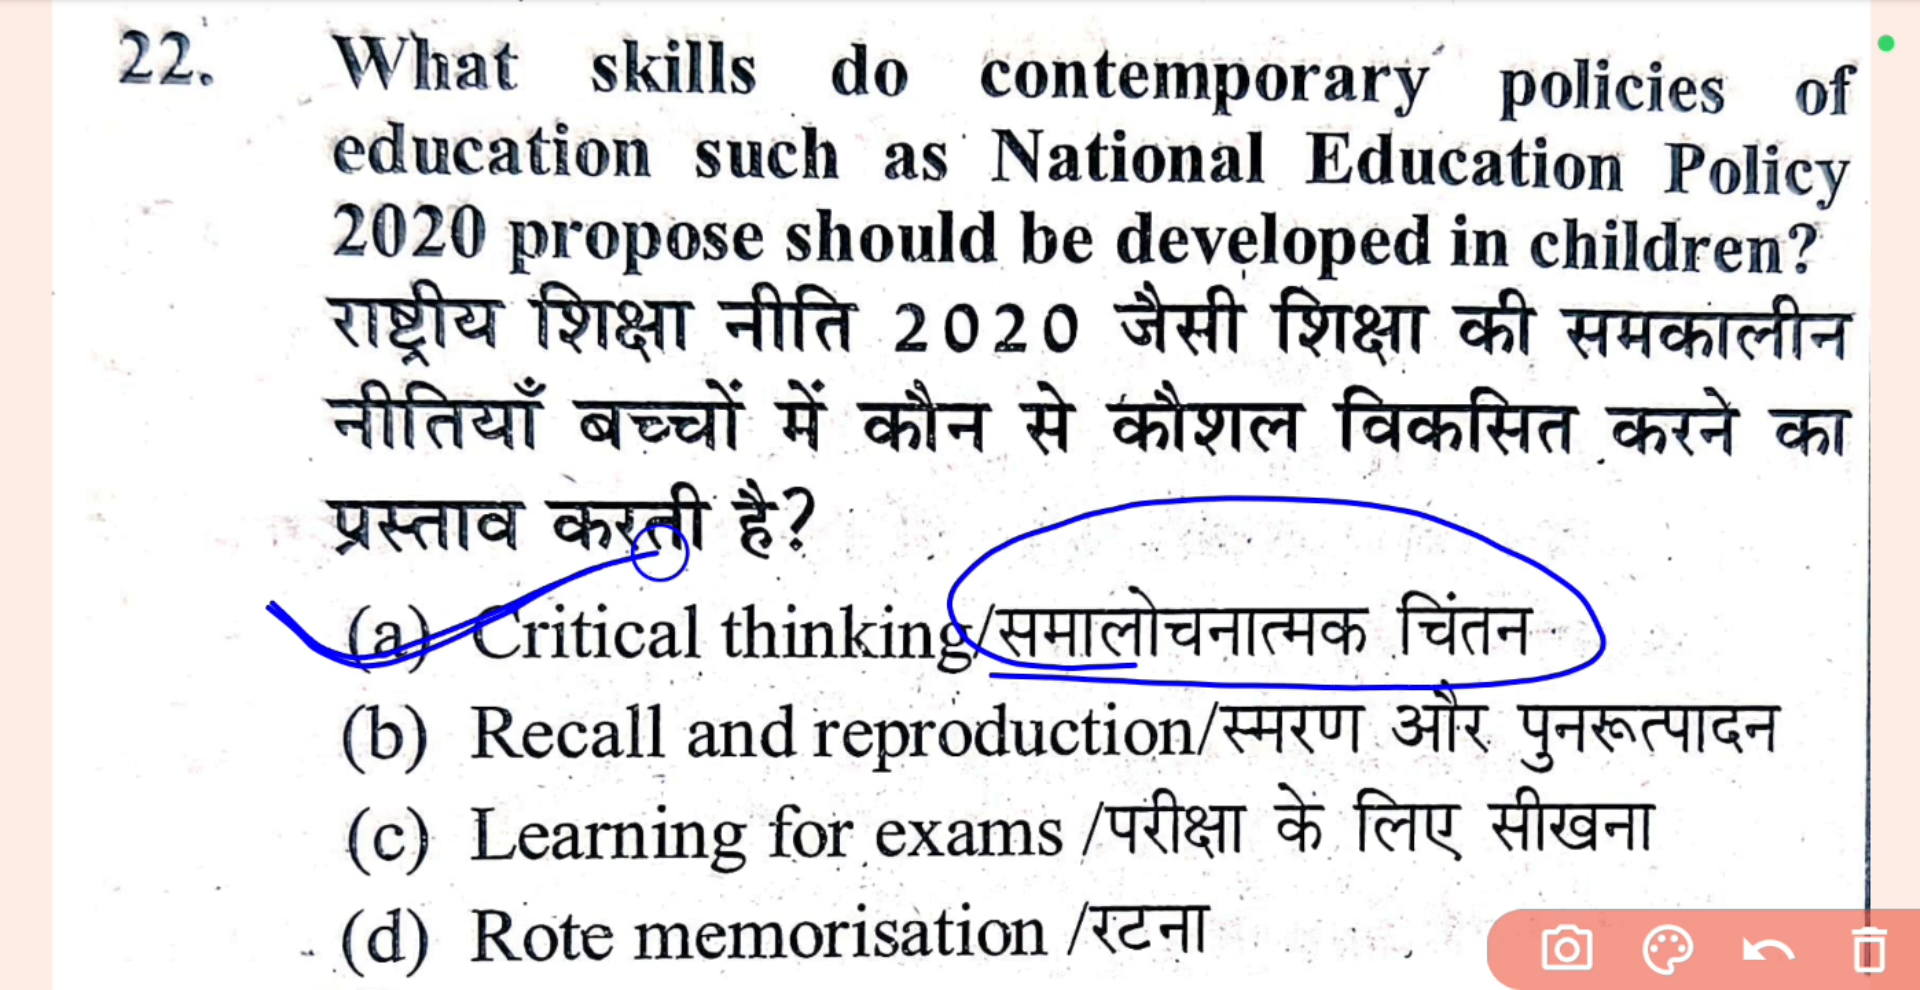 22. What skills do contemporary policies of
education such as National Education Policy
2020 propose should be developed in children?
राष्ट्रीय शिक्षा नीति 2020 जैसी शिक्षा की समकालीन
नीतियाँ बच्चों में कौन से कौशल विकसित करने का
प्रस्ताव करती है?
(a) Critical thinking/समालोचनात्मक चिंतन
(b) Recall and reproduction/स्मरण और पुनरूत्पादन
(c) Learning for exams /परीक्षा के लिए सीखना
(d) Rote memorisation /रटना